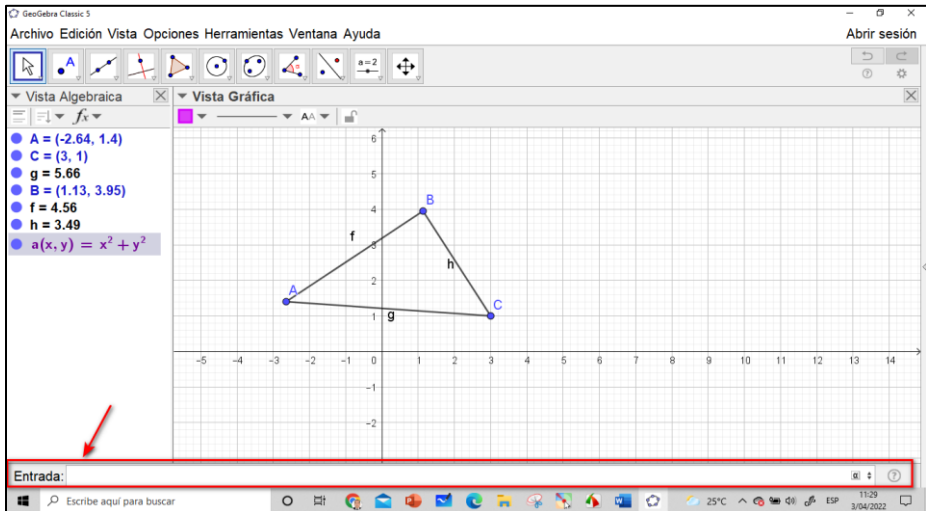 GeoGebra Classic 5
Archivo Edición Vista Opciones Herramientas Ventana Ayuda
Abrir sesión
A
a=2
Vista Algebraica
Vista Gráfica
fx
AA
A = (-2.64, 1.4)
C = (3, 1)
g = 5.66
B = (1.13, 3.95)
f = 4.56
h = 3.49
a(x, y) = x² + y²
6
5
4
3
2
1
0
-1
-2
-5 -4 -3 -2 -1 0 1 2 3 4 5 6 7 8 9 10 11 12 13 14
A
B
C
f
h
g
Entrada:
α
?
Escribe aquí para buscar
25°C
ESP
11:29
3/04/2022